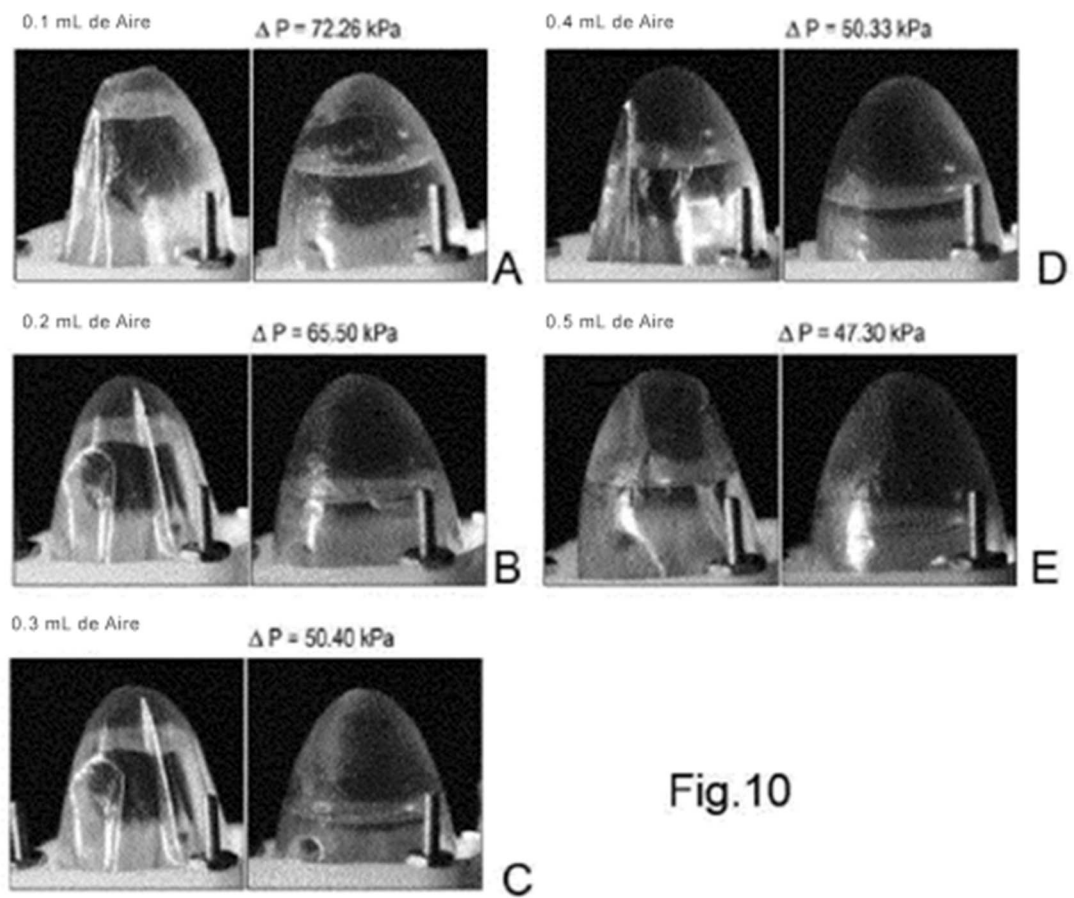 0.1 mL de Aire
Δ P = 72.26 kPa
A
0.2 mL de Aire
Δ P = 65.50 kPa
B
0.3 mL de Aire
Δ P = 50.40 kPa
C
0.4 mL de Aire
Δ P = 50.33 kPa
D
0.5 mL de Aire
Δ P = 47.30 kPa
E
Fig.10